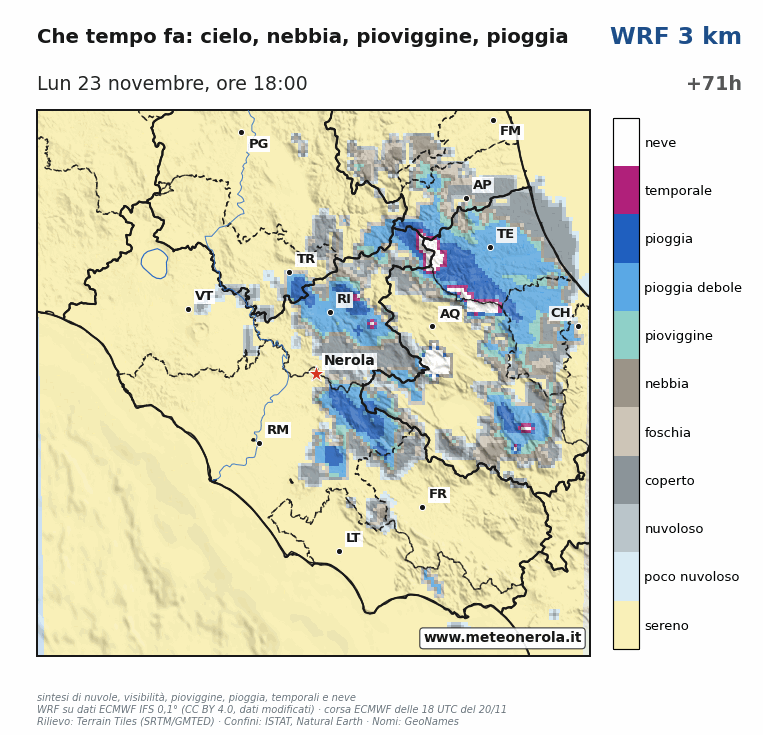 Che tempo fa: cielo, nebbia, pioviggine, pioggia
WRF 3 km
Lun 23 novembre, ore 18:00
+71h
FM
PG
AP
TE
TR
RI
VT
AQ
CH
Nerola
RM
FR
LT
www.meteonerola.it
neve
temporale
pioggia
pioggia debole
pioviggine
nebbia
foschia
coperto
nuvoloso
poco nuvoloso
sereno
sintesi di nuvole, visibilità, pioviggine, pioggia, temporali e neve
WRF su dati ECMWF IFS 0,1° (CC BY 4.0, dati modificati) · corsa ECMWF delle 18 UTC del 20/11
Rilievo: Terrain Tiles (SRTM/GMTED) · Confini: ISTAT, Natural Earth · Nomi: GeoNames